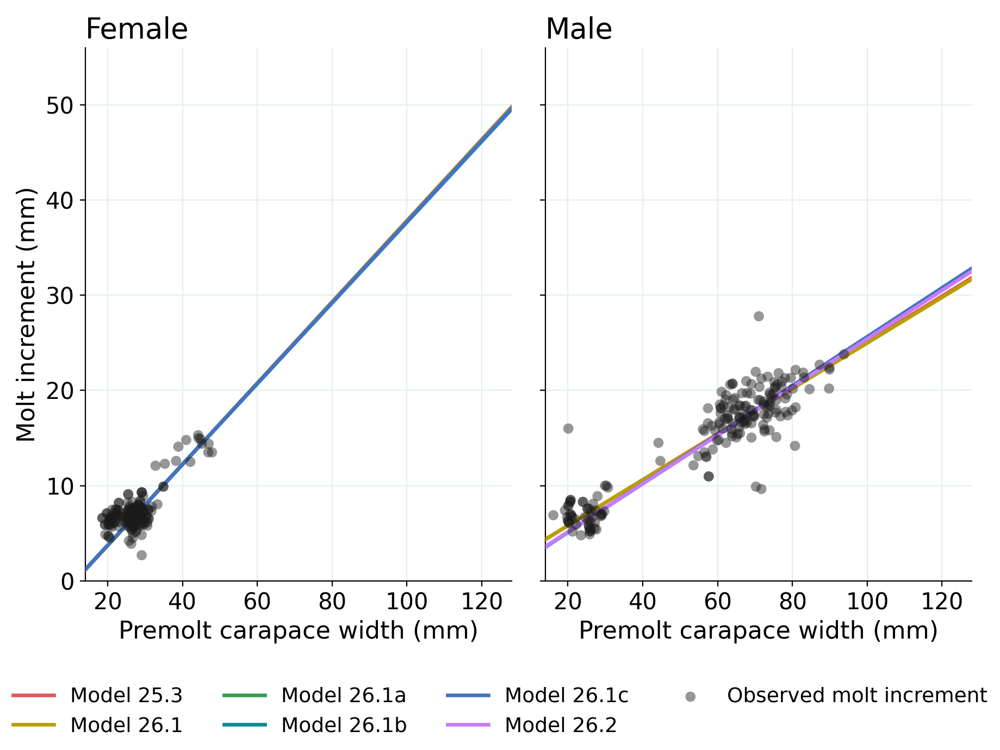 Female
Male
Molt increment (mm)
50
40
30
20
10
0
20 40 60 80 100 120
20 40 60 80 100 120
Premolt carapace width (mm)
Premolt carapace width (mm)
Model 25.3
Model 26.1a
Model 26.1c
Observed molt increment
Model 26.1
Model 26.1b
Model 26.2